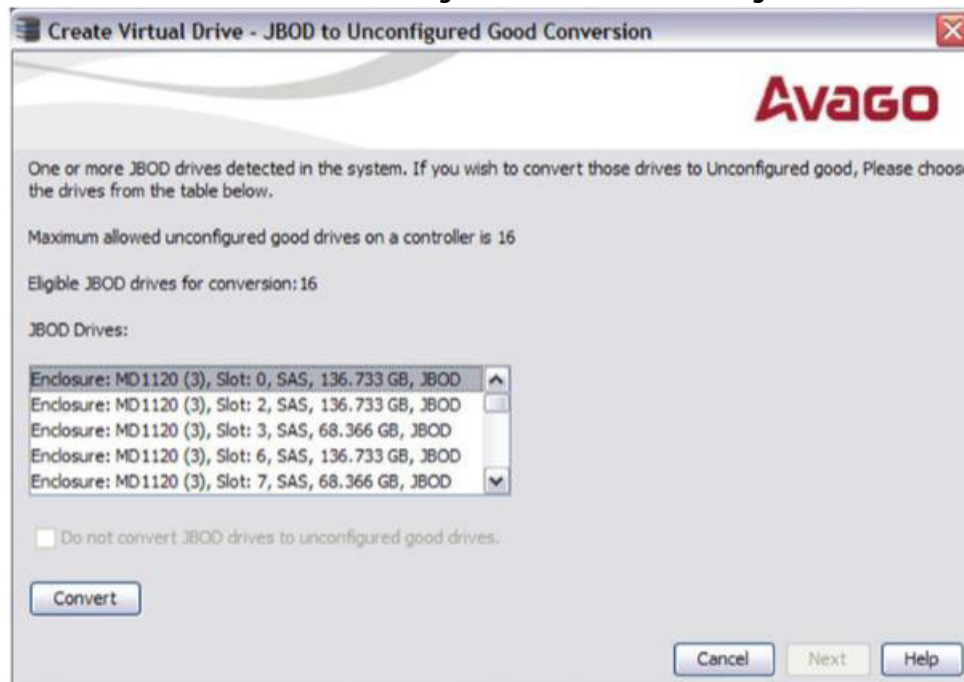 Create Virtual Drive - JBOD to Unconfigured Good Conversion
Avago
One or more JBOD drives detected in the system. If you wish to convert those drives to Unconfigured good, Please choose
the drives from the table below.
Maximum allowed unconfigured good drives on a controller is 16
Eligible JBOD drives for conversion:16
JBOD Drives:
Enclosure: MD1120 (3), Slot: 0, SAS, 136.733 GB, JBOD
Enclosure: MD1120 (3), Slot: 2, SAS, 136.733 GB, JBOD
Enclosure: MD1120 (3), Slot: 3, SAS, 68.366 GB, JBOD
Enclosure: MD1120 (3), Slot: 6, SAS, 136.733 GB, JBOD
Enclosure: MD1120 (3), Slot: 7, SAS, 68.366 GB, JBOD
Do not convert JBOD drives to unconfigured good drives.
Convert
Cancel Next Help